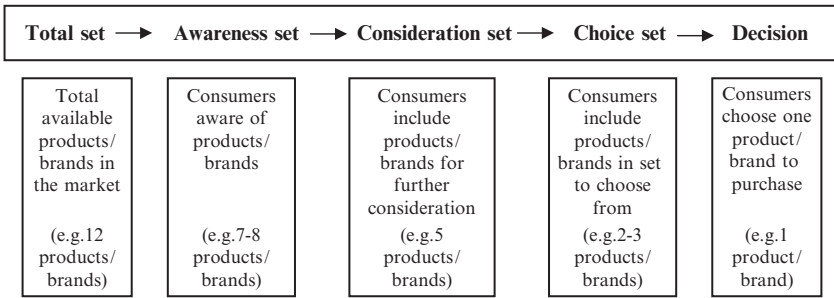 Total set → Awareness set → Consideration set → Choice set → Decision
Total
available
products/
brands in
the market
(e.g.12
products/
brands)
Consumers
aware of
products/
brands
(e.g.7-8
products/
brands)
Consumers
include
products/
brands for
further
consideration
(e.g.5
products/
brands)
Consumers
include
products/
brands in set
to choose
from
(e.g.2-3
products/
brands)
Consumers
choose one
product/
brand to
purchase
(e.g.1
product/
brand)